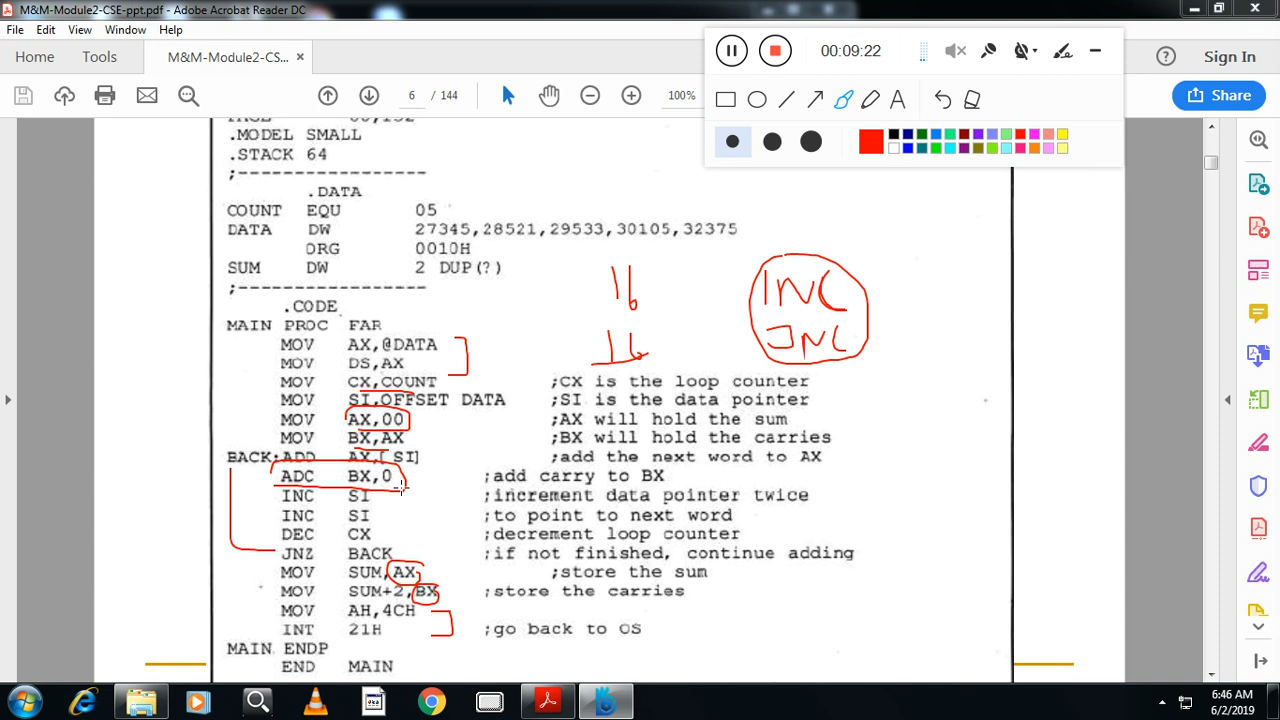 M&M-Module2-CSE-ppt.pdf - Adobe Acrobat Reader DC
File Edit View Window Help
Home Tools M&M-Module2-CSE-... ×
00:09:22
Sign In
6 / 144 100%
Share
.MODEL SMALL
.STACK 64
;-----------------
.DATA
COUNT EQU 05
DATA DW 27345,28521,29533,30105,32375
ORG 0010H
SUM DW 2 DUP(?)
;-----------------
.CODE
MAIN PROC FAR
MOV AX,@DATA
MOV DS,AX
MOV CX,COUNT ;CX is the loop counter
MOV SI,OFFSET DATA ;SI is the data pointer
MOV AX,00 ;AX will hold the sum
MOV BX,AX ;BX will hold the carries
BACK:ADD AX,[SI] ;add the next word to AX
ADC BX,0 ;add carry to BX
INC SI ;increment data pointer twice
INC SI ;to point to next word
DEC CX ;decrement loop counter
JNZ BACK ;if not finished, continue adding
MOV SUM,AX ;store the sum
MOV SUM+2,BX ;store the carries
MOV AH,4CH
INT 21H ;go back to OS
MAIN ENDP
END MAIN
16
16
INC
JNC
6:46 AM
6/2/2019